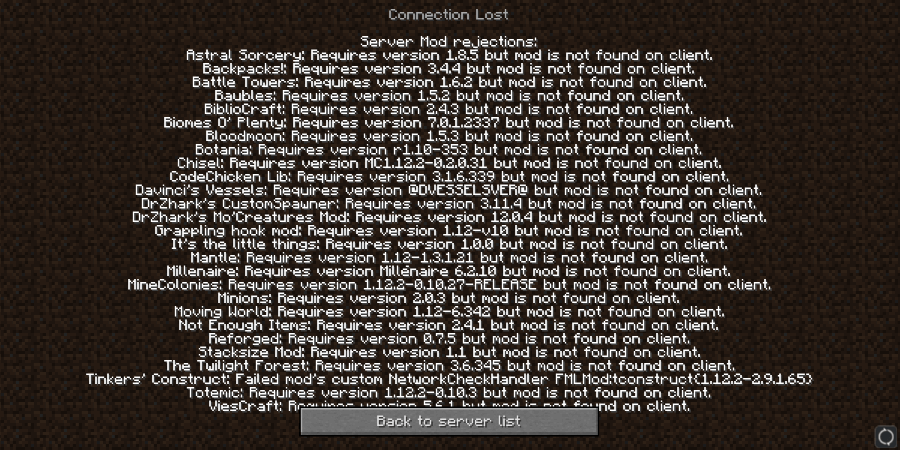 Connection Lost
Server Mod rejections:
Astral Sorcery: Requires version 1.8.5 but mod is not found on client.
Backpacks!: Requires version 3.4.4 but mod is not found on client.
Battle Towers: Requires version 1.6.2 but mod is not found on client.
Baubles: Requires version 1.5.2 but mod is not found on client.
BiblioCraft: Requires version 2.4.3 but mod is not found on client.
Biomes O' Plenty: Requires version 7.0.1.2337 but mod is not found on client.
Bloodmoon: Requires version 1.5.3 but mod is not found on client.
Botania: Requires version r1.10-353 but mod is not found on client.
Chisel: Requires version MC1.12.2-0.2.0.31 but mod is not found on client.
CodeChicken Lib: Requires version 3.1.6.339 but mod is not found on client.
Davinci's Vessels: Requires version @DVESSELSVER@ but mod is not found on client.
DrZhark's CustomSpawner: Requires version 3.11.4 but mod is not found on client.
DrZhark's Mo'Creatures Mod: Requires version 12.0.4 but mod is not found on client.
Grappling hook mod: Requires version 1.12-v10 but mod is not found on client.
It's the little things: Requires version 1.0.0 but mod is not found on client.
Mantle: Requires version 1.12-1.3.1.21 but mod is not found on client.
Millenaire: Requires version Millénaire 6.2.10 but mod is not found on client.
MineColonies: Requires version 1.12.2-0.10.27-RELEASE but mod is not found on client.
Minions: Requires version 2.0.3 but mod is not found on client.
Moving World: Requires version 1.12-6.342 but mod is not found on client.
Not Enough Items: Requires version 2.4.1 but mod is not found on client.
Reforged: Requires version 0.7.5 but mod is not found on client.
Stacksize Mod: Requires version 1.1 but mod is not found on client.
The Twilight Forest: Requires version 3.6.345 but mod is not found on client.
Tinkers' Construct: Failed mod's custom NetworkCheckHandler FMLMod:tconstruct{1.12.2-2.9.1.65}
Totemic: Requires version 1.12.2-0.10.3 but mod is not found on client.
ViesCraft: Requires version 5.6.1 but mod is not found on client.
Back to server list